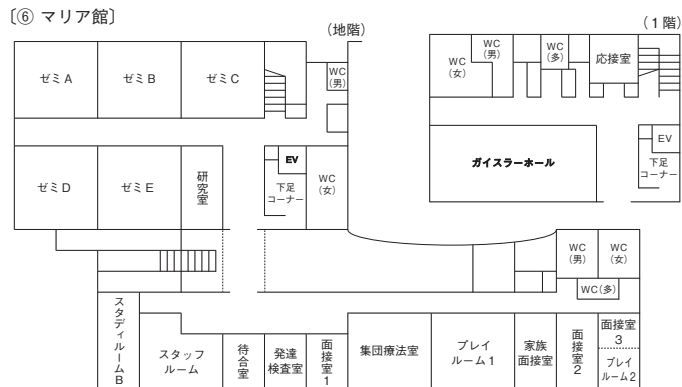 〔⑥ マリア館〕
(地階)
(1階)
ゼミA
ゼミB
ゼミC
WC
(男)
WC
(女)
WC
(男)
WC
(多)
応接室
ゼミD
ゼミE
研究室
EV
下足
コーナー
WC
(女)
ガイスラーホール
EV
下足
コーナー
WC
(男)
WC
(女)
WC(多)
スタディルームB
スタッフ
ルーム
待合室
発達
検査室
面接室1
集団療法室
プレイ
ルーム1
家族
面接室
面接室2
面接室
3
プレイ
ルーム2